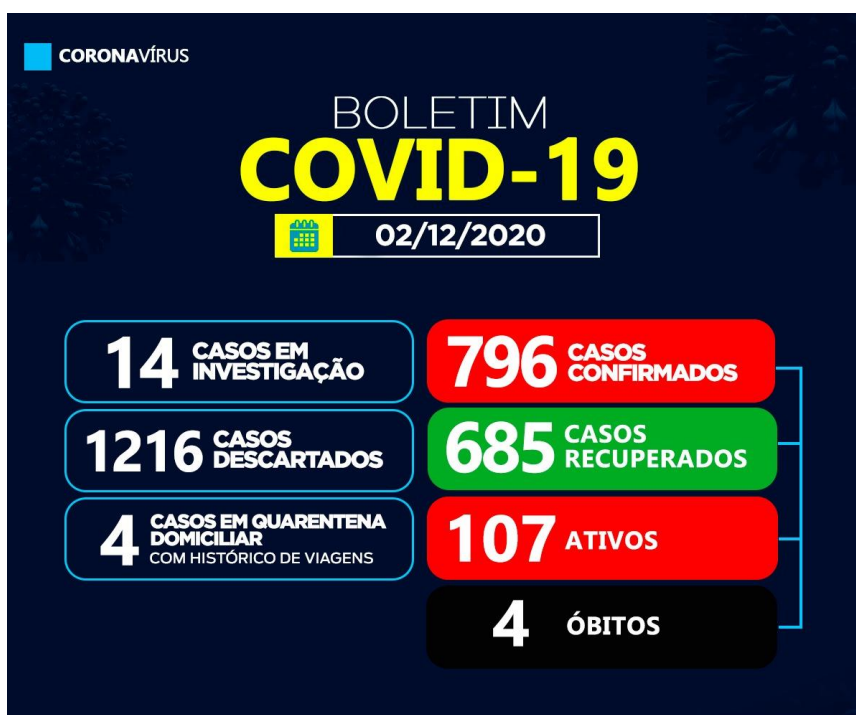 CORONAVÍRUS
BOLETIM
COVID-19
02/12/2020
14 CASOS EM
INVESTIGAÇÃO
1216 CASOS
DESCARTADOS
4 CASOS EM QUARENTENA
DOMICILIAR
COM HISTÓRICO DE VIAGENS
796 CASOS
CONFIRMADOS
685 CASOS
RECUPERADOS
107 ATIVOS
4 ÓBITOS